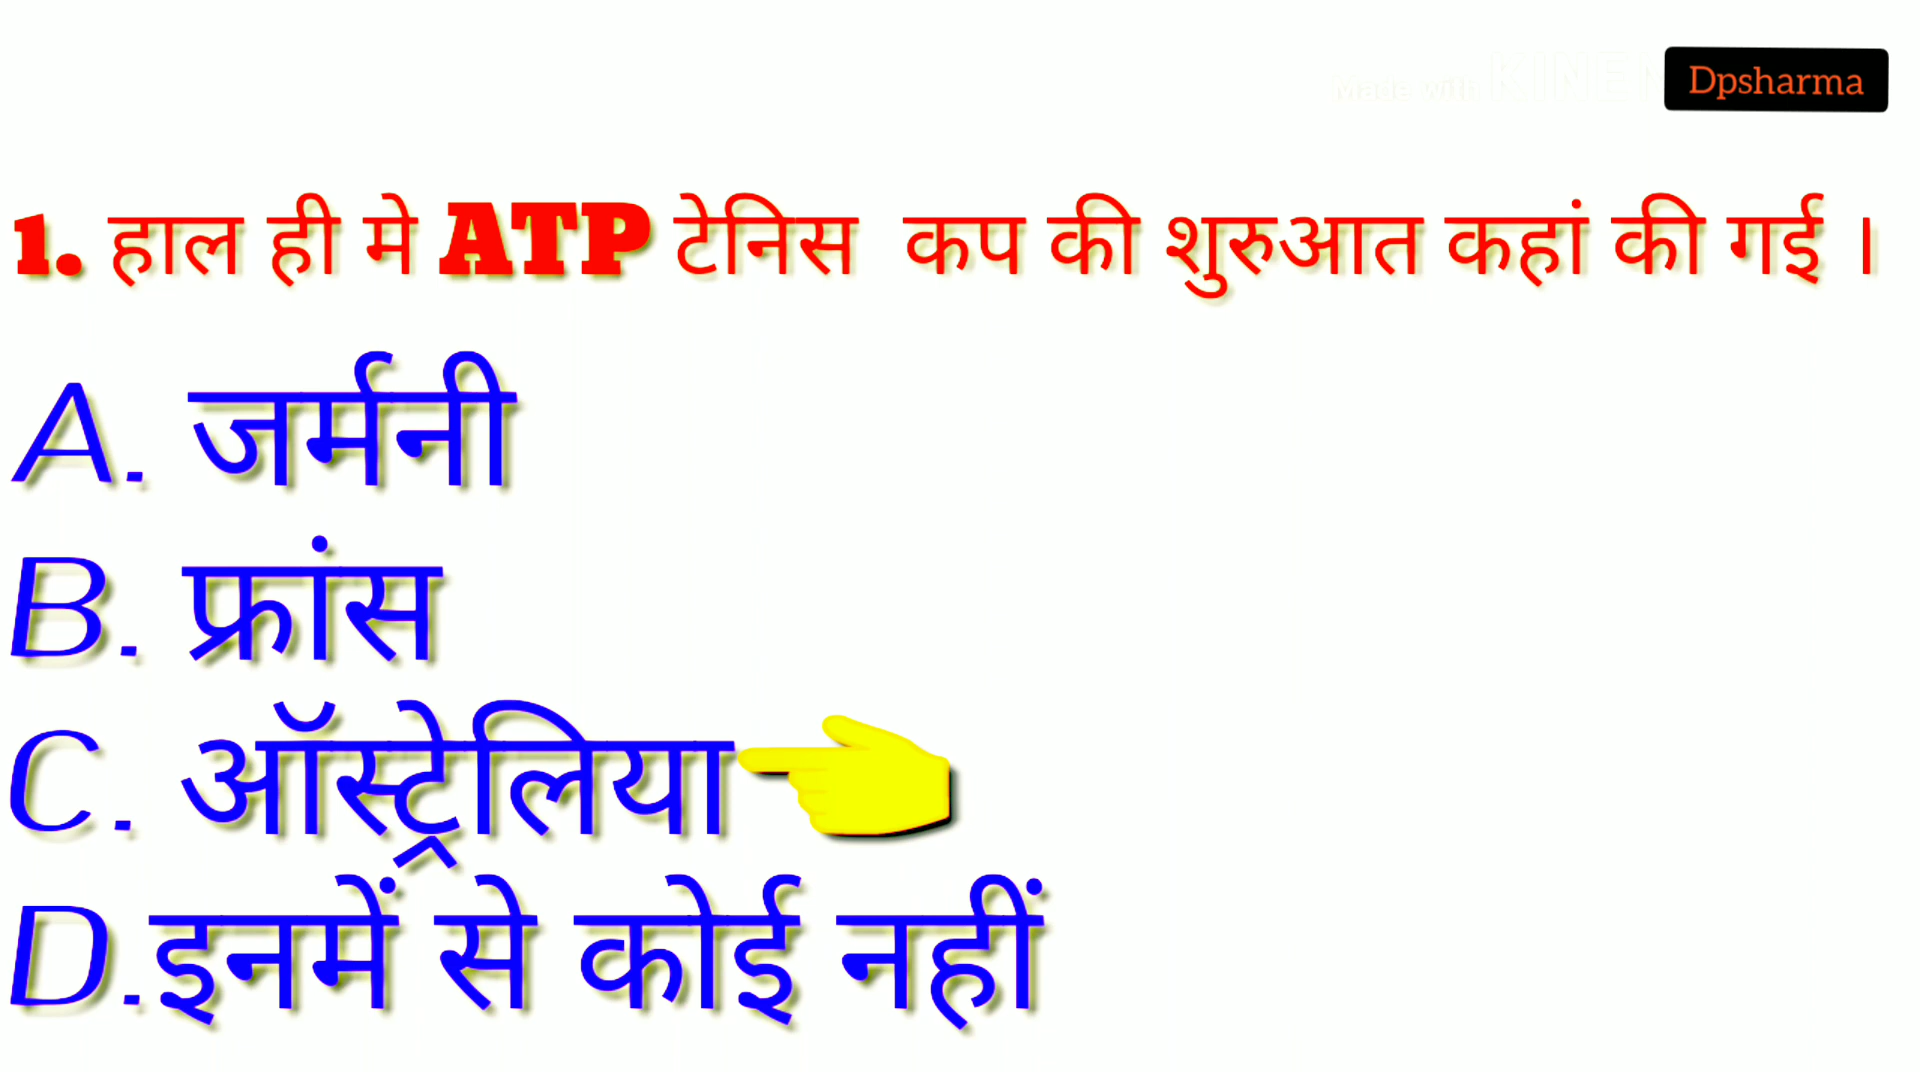 Dpsharma
1. हाल ही मे ATP टेनिस कप की शुरुआत कहां की गई ।
A. जर्मनी
B. फ्रांस
C. ऑस्ट्रेलिया
D.इनमें से कोई नहीं